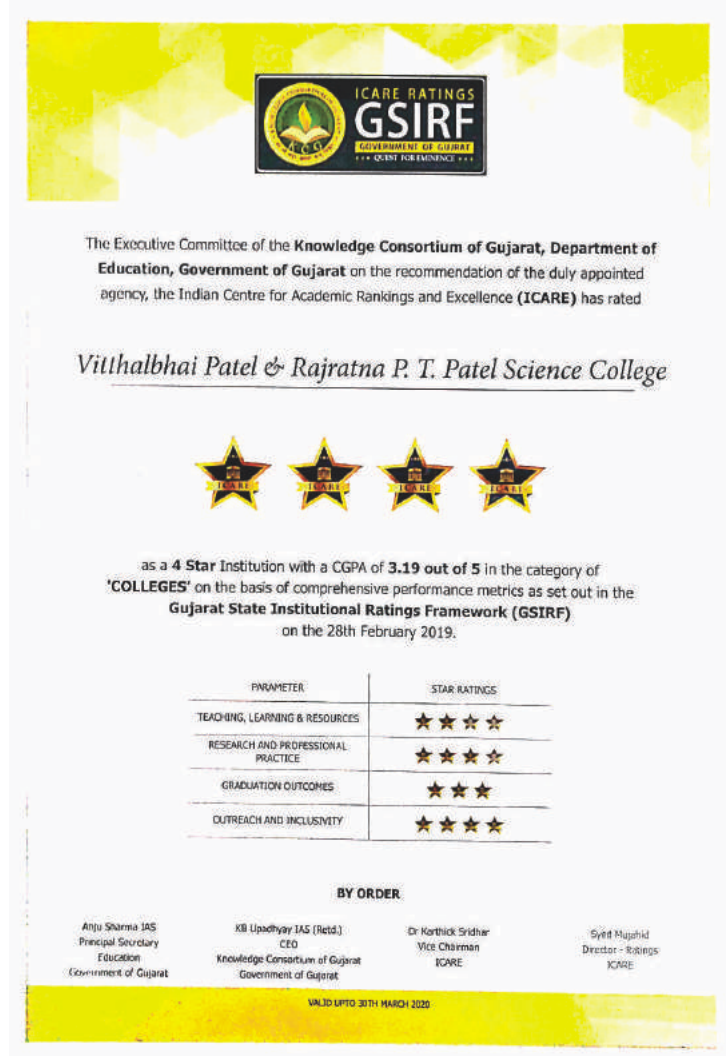 ICARE RATINGS
GSIRF
GOVERNMENT OF GUJRAT
QUEST FOR EMINENCE
A C G
The Executive Committee of the Knowledge Consortium of Gujarat, Department of
Education, Government of Gujarat on the recommendation of the duly appointed
agency, the Indian Centre for Academic Rankings and Excellence (ICARE) has rated
Vitthalbhai Patel & Rajratna P. T. Patel Science College
ICARE ICARE ICARE ICARE
as a 4 Star Institution with a CGPA of 3.19 out of 5 in the category of
'COLLEGES' on the basis of comprehensive performance metrics as set out in the
Gujarat State Institutional Ratings Framework (GSIRF)
on the 28th February 2019.
PARAMETER STAR RATINGS
TEACHING, LEARNING & RESOURCES
RESEARCH AND PROFESSIONAL
PRACTICE
GRADUATION OUTCOMES
OUTREACH AND INCLUSIVITY
BY ORDER
Anju Sharma IAS
Principal Secretary
Education
Government of Gujarat
KB Upadhyay IAS (Retd.)
CEO
Knowledge Consortium of Gujarat
Government of Gujarat
Dr Karthick Sridhar
Vice Chairman
ICARE
Syed Mujahid
Director - Ratings
ICARE
VALID UPTO 30TH MARCH 2020